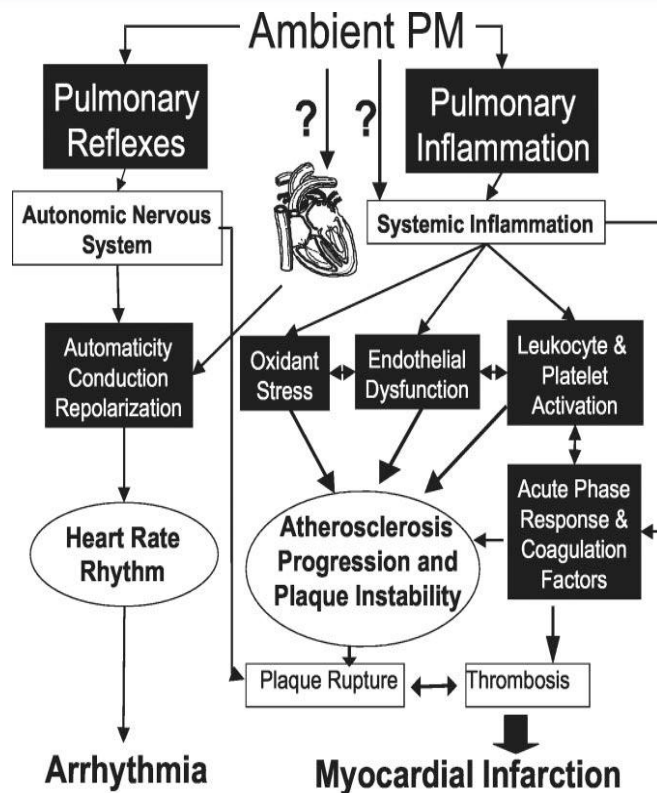 Ambient PM
Pulmonary
Reflexes
?
?
Pulmonary
Inflammation
Autonomic Nervous
System
Systemic Inflammation
Automaticity
Conduction
Repolarization
Oxidant
Stress
Endothelial
Dysfunction
Leukocyte &
Platelet
Activation
Heart Rate
Rhythm
Atherosclerosis
Progression and
Plaque Instability
Acute Phase
Response &
Coagulation
Factors
Plaque Rupture
Thrombosis
Arrhythmia
Myocardial Infarction